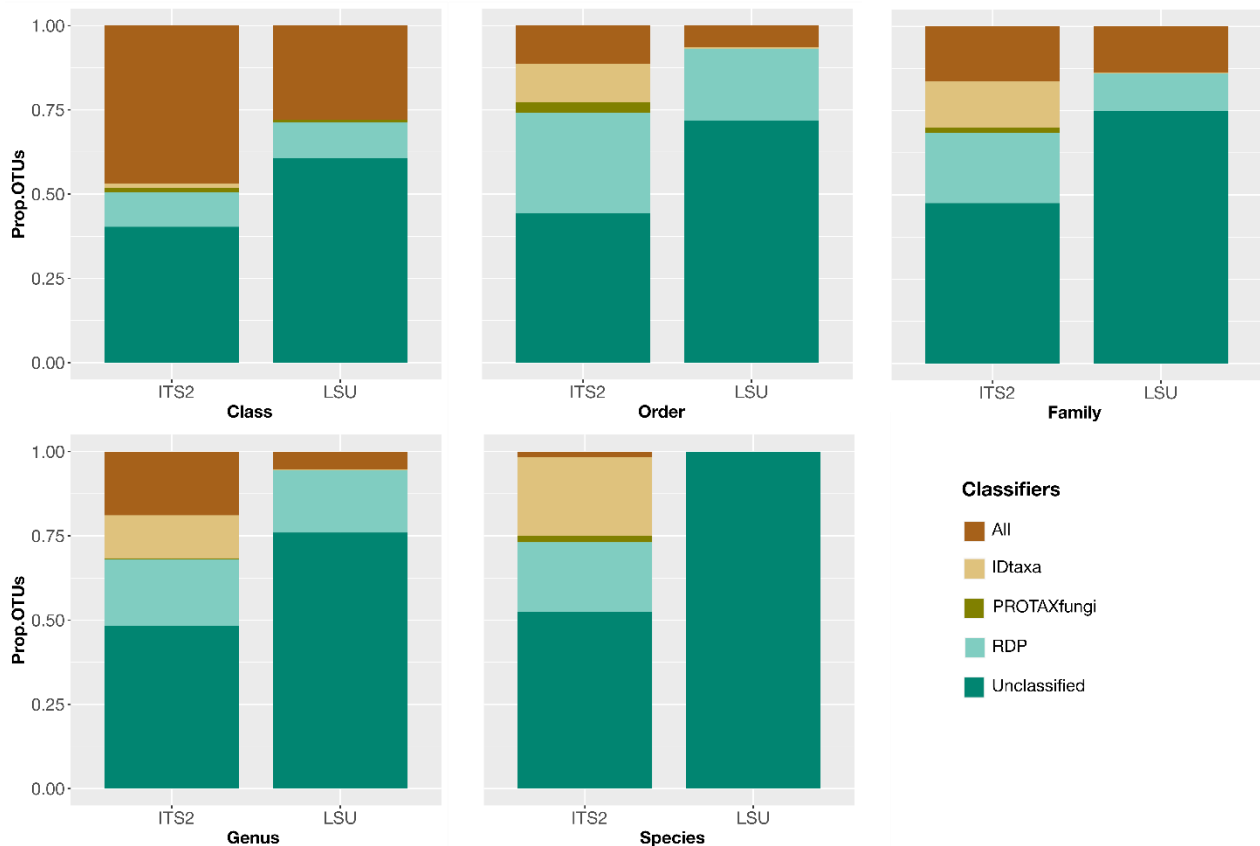 Prop.OTUs
1.00
0.75
0.50
0.25
0.00
ITS2 LSU
Class
ITS2 LSU
Order
ITS2 LSU
Family
Prop.OTUs
1.00
0.75
0.50
0.25
0.00
ITS2 LSU
Genus
ITS2 LSU
Species
Classifiers
All
IDtaxa
PROTAXfungi
RDP
Unclassified